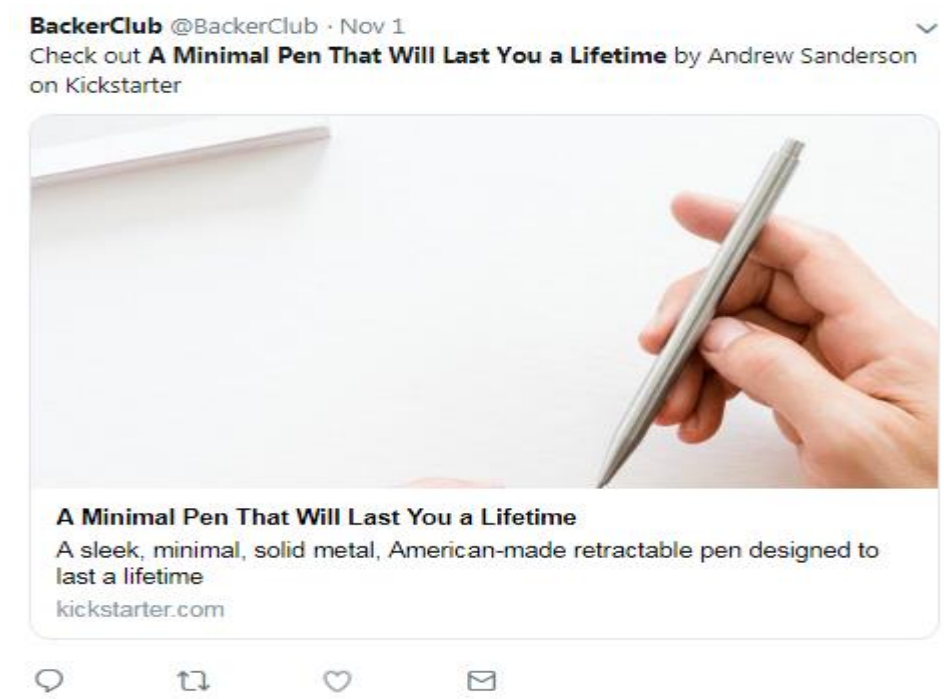 BackerClub @BackerClub · Nov 1
Check out A Minimal Pen That Will Last You a Lifetime by Andrew Sanderson
on Kickstarter
A Minimal Pen That Will Last You a Lifetime
A sleek, minimal, solid metal, American-made retractable pen designed to
last a lifetime
kickstarter.com